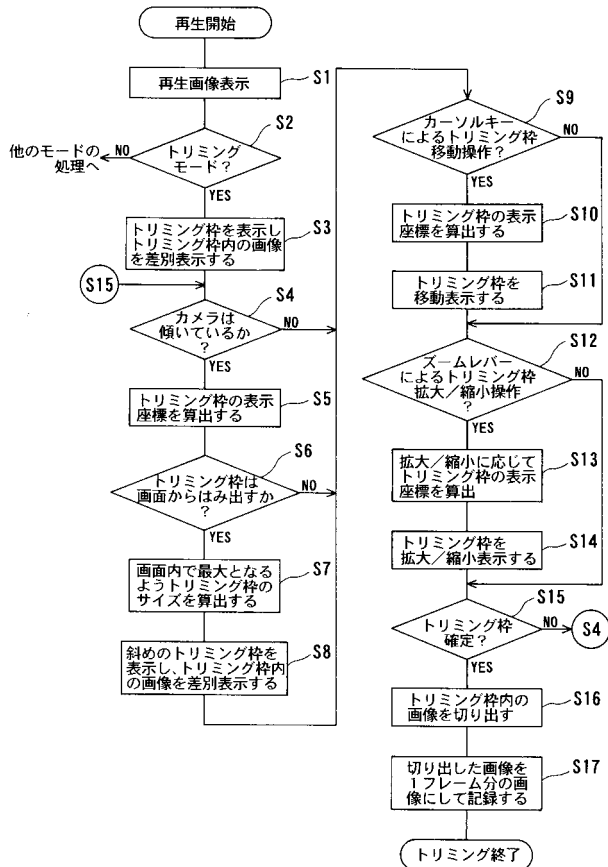 再生開始
再生画像表示
S1
S2
トリミング
モード?
NO
他のモードの
処理へ
YES
トリミング枠を表示し
トリミング枠内の画像
を差別表示する
S3
S15
S4
カメラは
傾いているか
?
NO
YES
トリミング枠の表示
座標を算出する
S5
S6
トリミング枠は
画面からはみ出すか
?
NO
YES
画面内で最大となる
ようトリミング枠の
サイズを算出する
S7
斜めのトリミング枠を
表示し、トリミング枠内
の画像を差別表示する
S8
S9
カーソルキー
によるトリミング枠
移動操作?
NO
YES
トリミング枠の表示
座標を算出する
S10
トリミング枠を
移動表示する
S11
S12
ズームレバー
によるトリミング枠
拡大/縮小操作
?
NO
YES
拡大/縮小に応じて
トリミング枠の表示
座標を算出
S13
トリミング枠を
拡大/縮小表示する
S14
S15
トリミング枠
確定?
NO
S4
YES
トリミング枠内の
画像を切り出す
S16
切り出した画像を
1フレーム分の画
像にして記録する
S17
トリミング終了